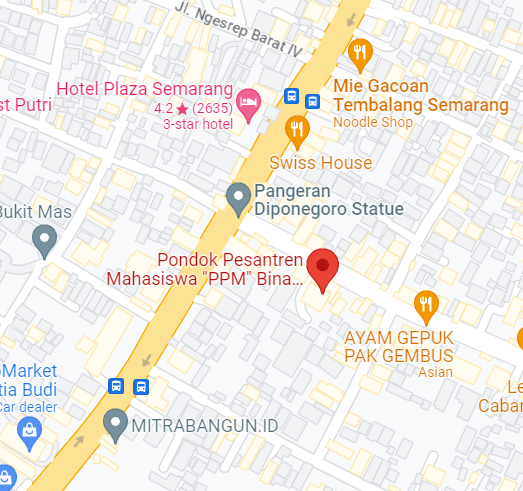 Jl. Ngesrep Barat IV
Mie Gacoan
Tembalang Semarang
Noodle Shop
Hotel Plaza Semarang
4.2★(2635)
3-star hotel
st Putri
Swiss House
Pangeran
Diponegoro Statue
Bukit Mas
Pondok Pesantren
Mahasiswa "PPM" Bina...
AYAM GEPUK
PAK GEMBUS
Asian
oMarket
tia Budi
Car dealer
Le
Cabar
MITRABANGUN.ID